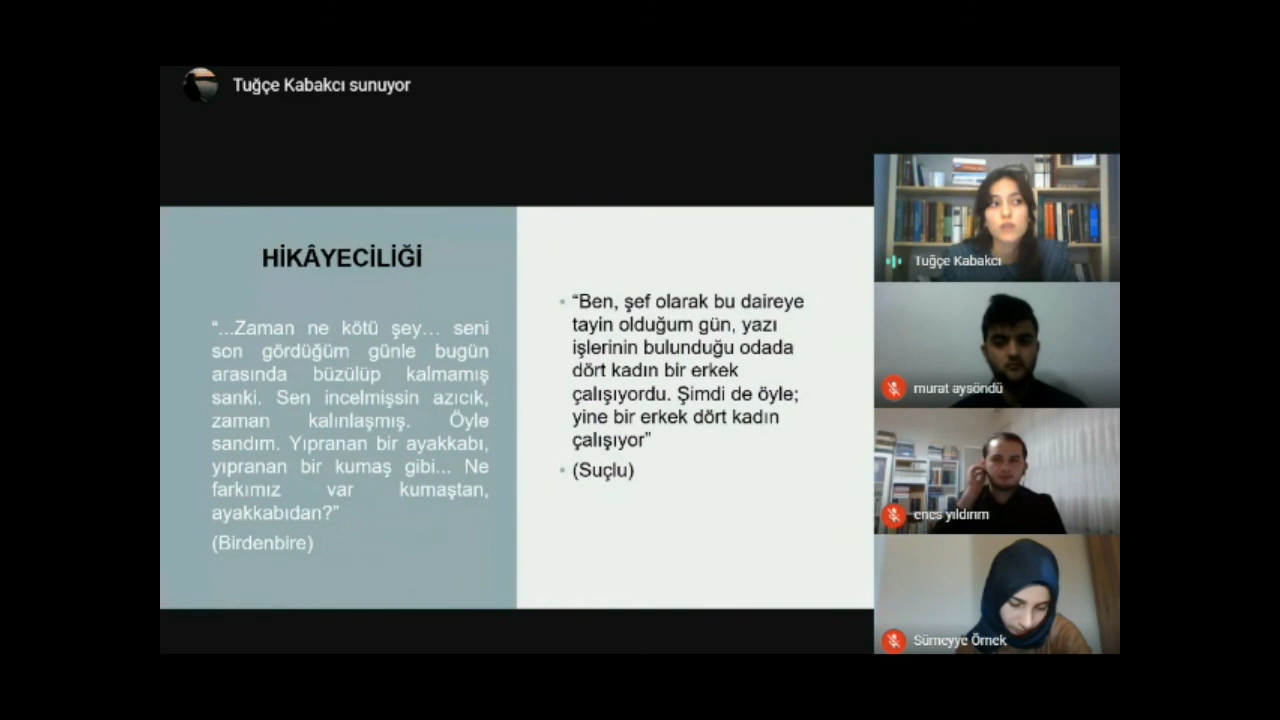 Tuğçe Kabakcı sunuyor
HİKÂYECİLİĞİ
“...Zaman ne kötü şey… seni
son gördüğüm günle bugün
arasında büzülüp kalmamış
sanki. Sen incelmişsin azıcık,
zaman kalınlaşmış. Öyle
sandım. Yıpranan bir ayakkabı,
yıpranan bir kumaş gibi... Ne
farkımız var kumaştan,
ayakkabıdan?”
(Birdenbire)
“Ben, şef olarak bu daireye
tayin olduğum gün, yazı
işlerinin bulunduğu odada
dört kadın bir erkek
çalışıyordu. Şimdi de öyle;
yine bir erkek dört kadın
çalışıyor”
(Suçlu)
Tuğçe Kabakcı
murat aysöndü
enes yıldırım
Sümeyye Örnek